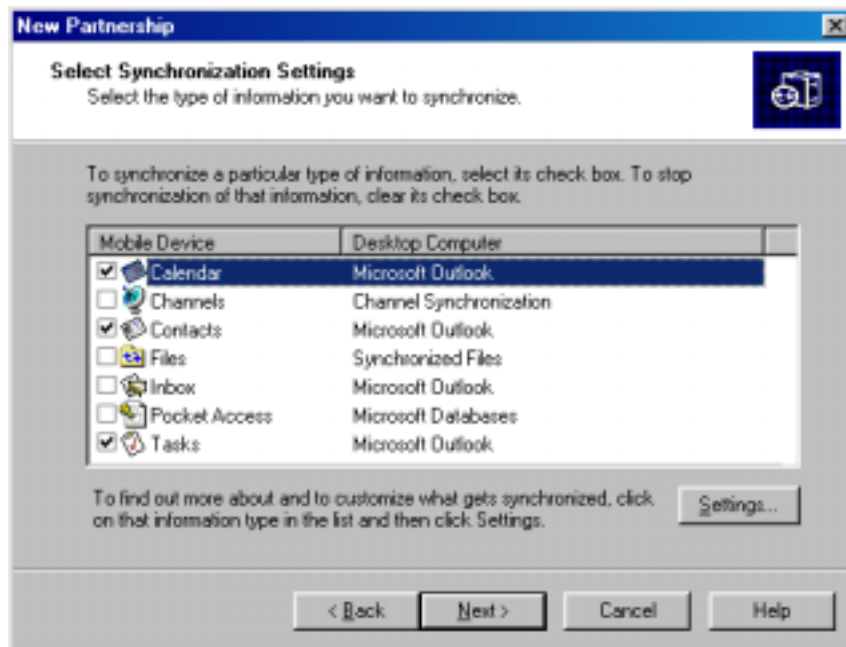 New Partnership
Select Synchronization Settings
Select the type of information you want to synchronize.
To synchronize a particular type of information, select its check box. To stop
synchronization of that information, clear its check box.
Mobile Device Desktop Computer
Calendar Microsoft Outlook
Channels Channel Synchronization
Contacts Microsoft Outlook
Files Synchronized Files
Inbox Microsoft Outlook
Pocket Access Microsoft Databases
Tasks Microsoft Outlook
To find out more about and to customize what gets synchronized, click
on that information type in the list and then click Settings.
Settings...
< Back Next > Cancel Help